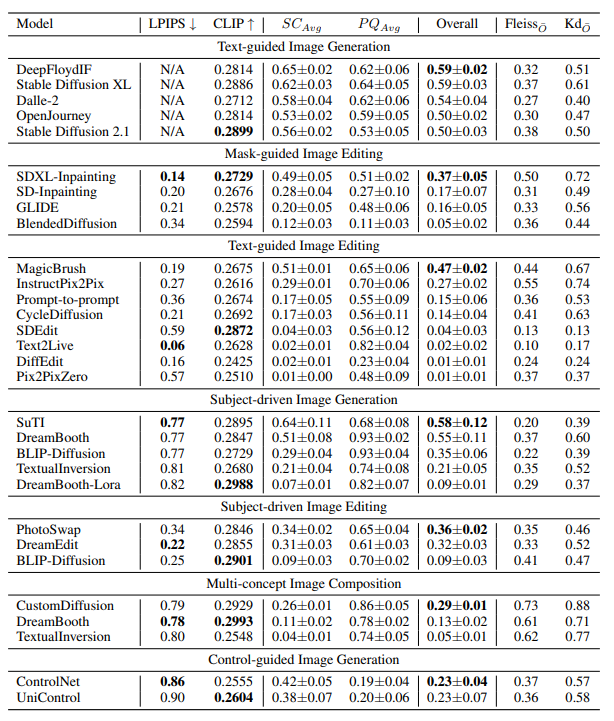 Model LPIPS ↓ CLIP ↑ SC_Avg PQ_Avg Overall Fleiss_Ō Kd_Ō
Text-guided Image Generation
DeepFloydIF N/A 0.2814 0.65±0.02 0.62±0.06 0.59±0.02 0.32 0.51
Stable Diffusion XL N/A 0.2886 0.62±0.03 0.64±0.05 0.59±0.03 0.37 0.61
Dalle-2 N/A 0.2712 0.58±0.04 0.62±0.06 0.54±0.04 0.27 0.40
OpenJourney N/A 0.2814 0.53±0.02 0.59±0.05 0.50±0.02 0.30 0.47
Stable Diffusion 2.1 N/A 0.2899 0.56±0.02 0.53±0.05 0.50±0.03 0.38 0.50
Mask-guided Image Editing
SDXL-Inpainting 0.14 0.2729 0.49±0.05 0.51±0.02 0.37±0.05 0.50 0.72
SD-Inpainting 0.20 0.2676 0.28±0.04 0.27±0.10 0.17±0.07 0.31 0.49
GLIDE 0.21 0.2578 0.20±0.05 0.48±0.06 0.16±0.05 0.33 0.56
BlendedDiffusion 0.34 0.2594 0.12±0.03 0.11±0.03 0.05±0.02 0.36 0.44
Text-guided Image Editing
MagicBrush 0.19 0.2675 0.51±0.01 0.65±0.06 0.47±0.02 0.44 0.67
InstructPix2Pix 0.27 0.2616 0.29±0.01 0.70±0.06 0.27±0.02 0.55 0.74
Prompt-to-prompt 0.36 0.2674 0.17±0.05 0.55±0.09 0.15±0.06 0.36 0.53
CycleDiffusion 0.21 0.2692 0.17±0.03 0.56±0.11 0.14±0.04 0.41 0.63
SDEdit 0.59 0.2872 0.04±0.03 0.56±0.12 0.04±0.03 0.13 0.13
Text2Live 0.06 0.2628 0.02±0.01 0.82±0.04 0.02±0.02 0.10 0.17
DiffEdit 0.16 0.2425 0.02±0.01 0.23±0.04 0.01±0.01 0.24 0.24
Pix2PixZero 0.57 0.2510 0.01±0.00 0.48±0.09 0.01±0.01 0.37 0.37
Subject-driven Image Generation
SuTI 0.77 0.2895 0.64±0.11 0.68±0.08 0.58±0.12 0.20 0.39
DreamBooth 0.77 0.2847 0.51±0.08 0.93±0.02 0.55±0.11 0.37 0.60
BLIP-Diffusion 0.77 0.2729 0.29±0.04 0.93±0.04 0.35±0.06 0.22 0.39
TextualInversion 0.81 0.2680 0.21±0.04 0.74±0.08 0.21±0.05 0.35 0.52
DreamBooth-Lora 0.82 0.2988 0.07±0.01 0.82±0.07 0.09±0.01 0.29 0.37
Subject-driven Image Editing
PhotoSwap 0.34 0.2846 0.34±0.02 0.65±0.04 0.36±0.02 0.35 0.46
DreamEdit 0.22 0.2855 0.31±0.03 0.61±0.03 0.32±0.03 0.33 0.52
BLIP-Diffusion 0.25 0.2901 0.09±0.03 0.70±0.02 0.09±0.03 0.41 0.47
Multi-concept Image Composition
CustomDiffusion 0.79 0.2929 0.26±0.01 0.86±0.05 0.29±0.01 0.73 0.88
DreamBooth 0.78 0.2993 0.11±0.02 0.78±0.02 0.13±0.02 0.61 0.71
TextualInversion 0.80 0.2548 0.04±0.01 0.74±0.05 0.05±0.01 0.62 0.77
Control-guided Image Generation
ControlNet 0.86 0.2555 0.42±0.05 0.19±0.04 0.23±0.04 0.37 0.57
UniControl 0.90 0.2604 0.38±0.07 0.20±0.06 0.23±0.07 0.36 0.58